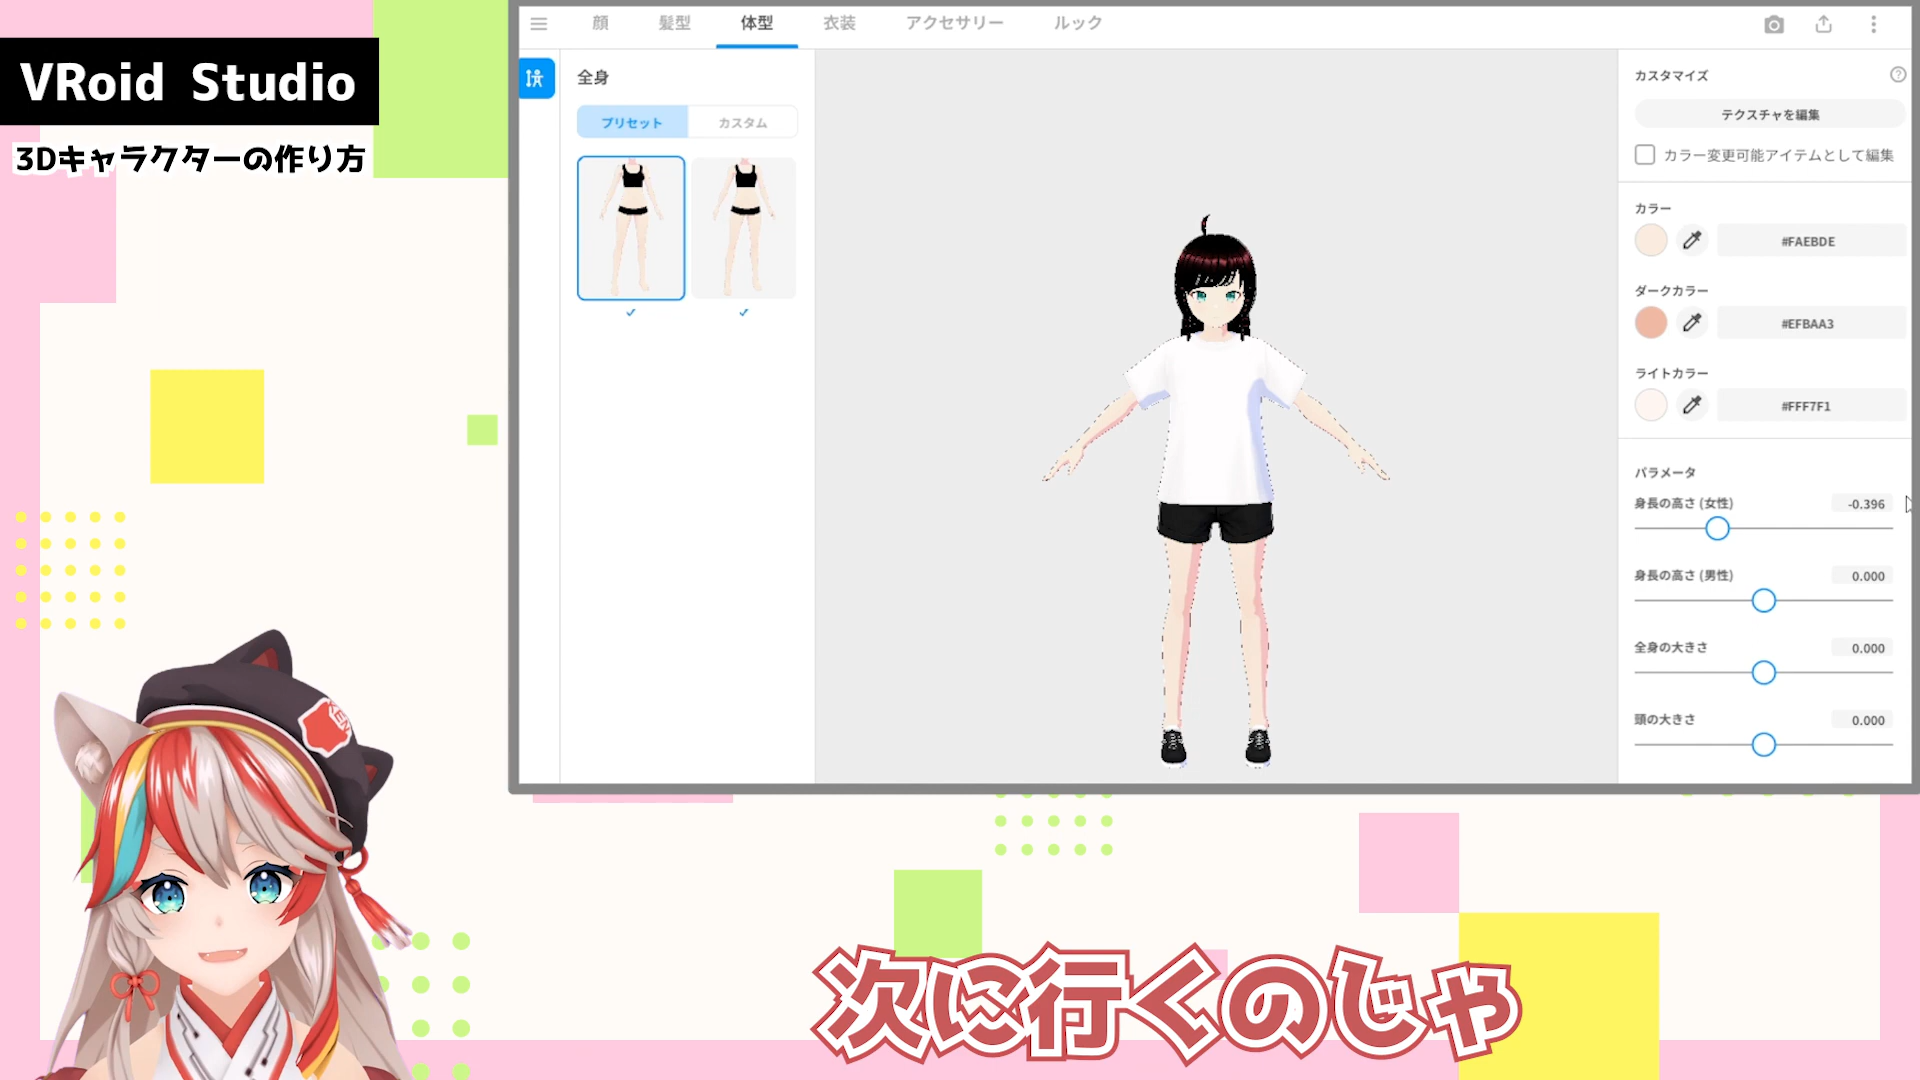 VRoid Studio
3Dキャラクターの作り方
顔 髪型 体型 衣装 アクセサリー ルック
全身
プリセット カスタム
カスタマイズ
テクスチャを編集
カラー変更可能アイテムとして編集
カラー
#FAEBDE
ダークカラー
#EFBAA3
ライトカラー
#FFF7F1
パラメータ
身長の高さ (女性) -0.396
身長の高さ (男性) 0.000
全身の大きさ 0.000
頭の大きさ 0.000
次に行くのじゃ